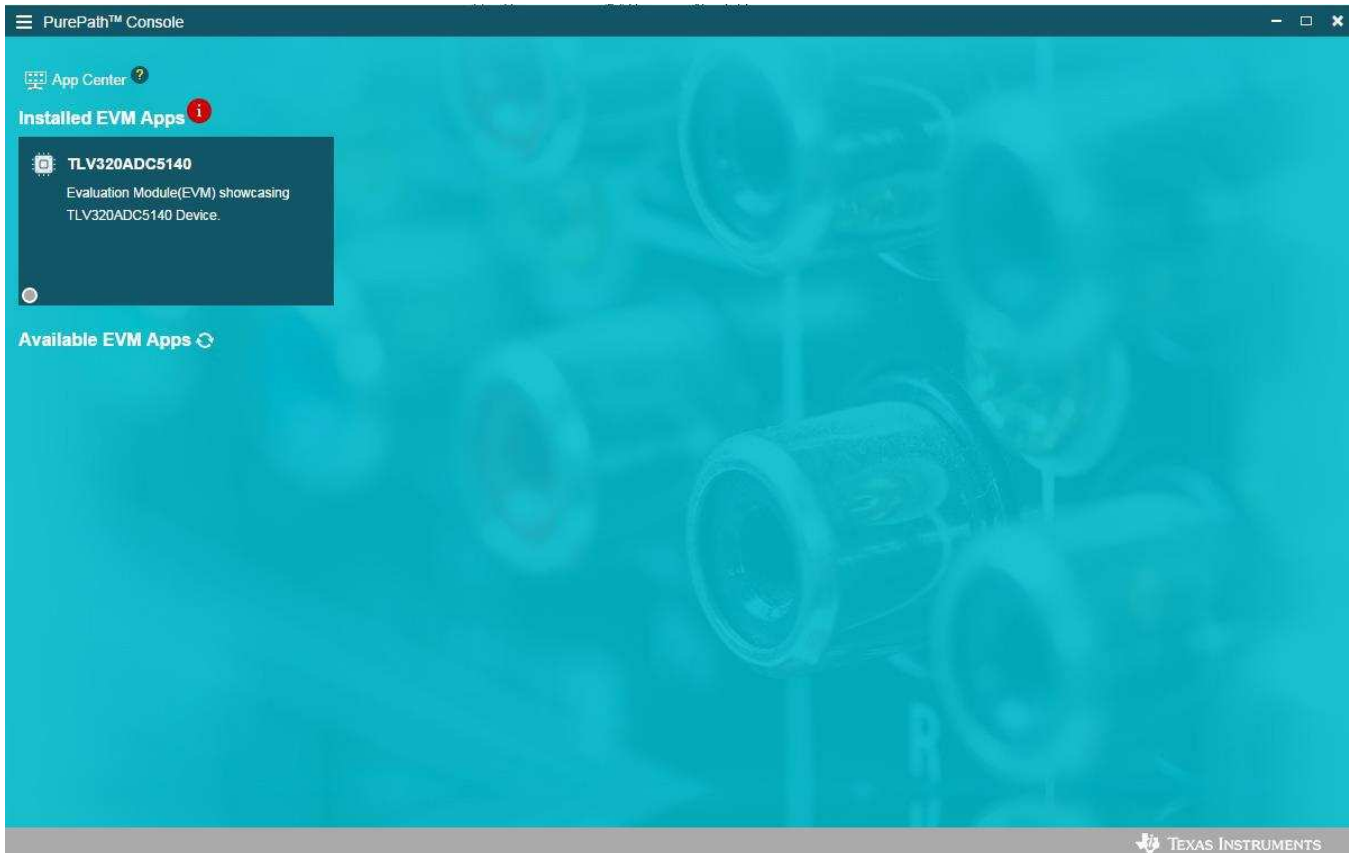 PurePath™ Console
App Center ?
Installed EVM Apps i
TLV320ADC5140
Evaluation Module(EVM) showcasing
TLV320ADC5140 Device.
Available EVM Apps
R
TEXAS INSTRUMENTS